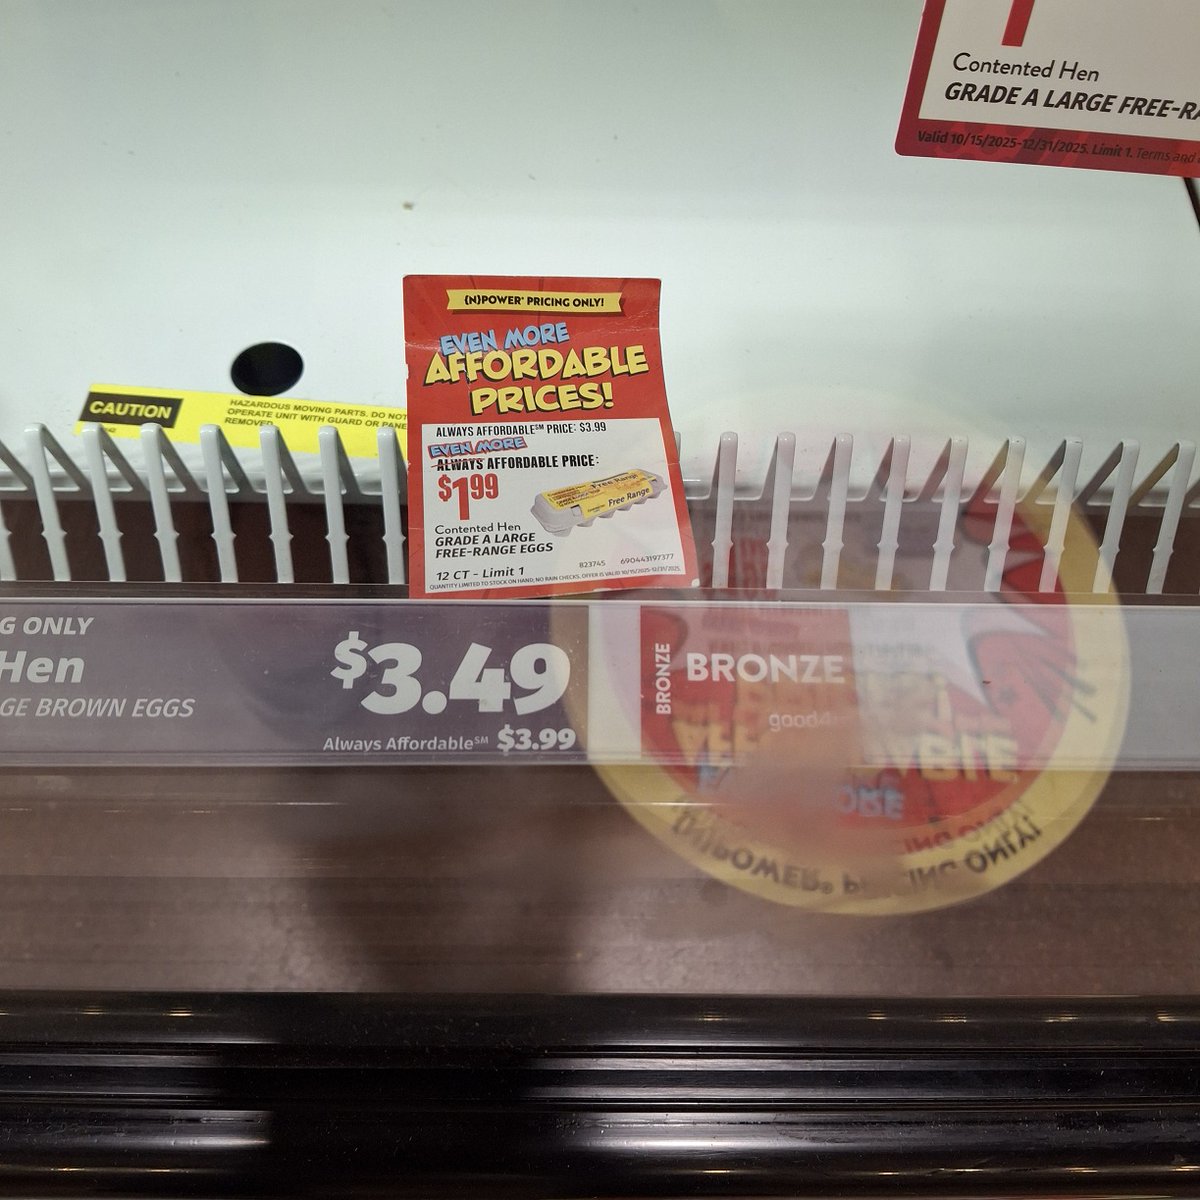 Contented Hen
GRADE A LARGE FREE-RA
Valid 10/15/2025-12/31/2025. Limit 1. Terms and
{N}POWER® PRICING ONLY!
EVEN MORE
AFFORDABLE
PRICES!
ALWAYS AFFORDABLE℠ PRICE: $3.99
EVEN MORE
ALWAYS AFFORDABLE PRICE:
$1.99
Free Range
Free Range
Contented Hen
GRADE A LARGE
FREE-RANGE EGGS
823745 690443197377
12 CT - Limit 1
QUANTITY LIMITED TO STOCK ON HAND, NO RAIN CHECKS. OFFER IS VALID 10/15/2025-12/31/2025.
CAUTION
HAZARDOUS MOVING PARTS. DO NOT
OPERATE UNIT WITH GUARD OR PANE
REMOVED
G ONLY
Hen
GE BROWN EGGS
$3.49
Always Affordable℠ $3.99
BRONZE
BRONZE
good4u
{N}POWER® PRICING ONLY!